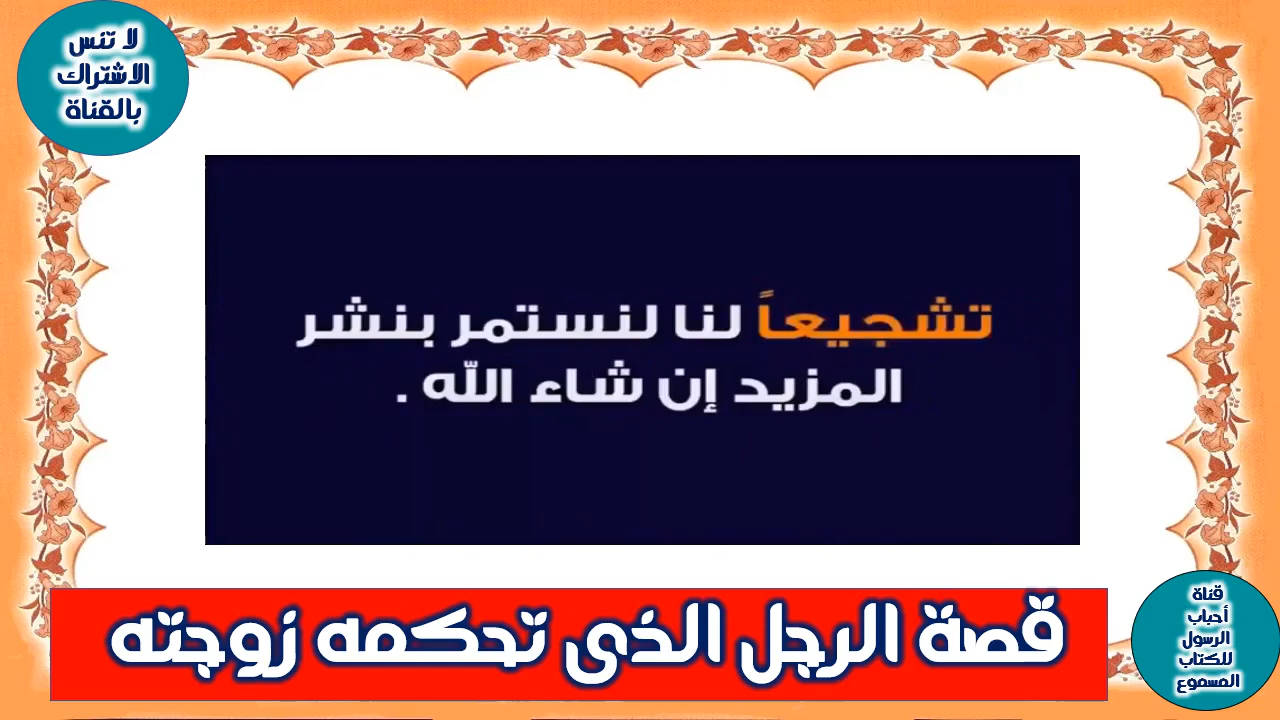 لا تنس
الاشتراك
بالقناة
تشجيعاً لنا لنستمر بنشر
المزيد إن شاء الله .
قصة الرجل الذى تحكمه زوجته
قناة
أحباب
الرسول
للكتاب
المسموع